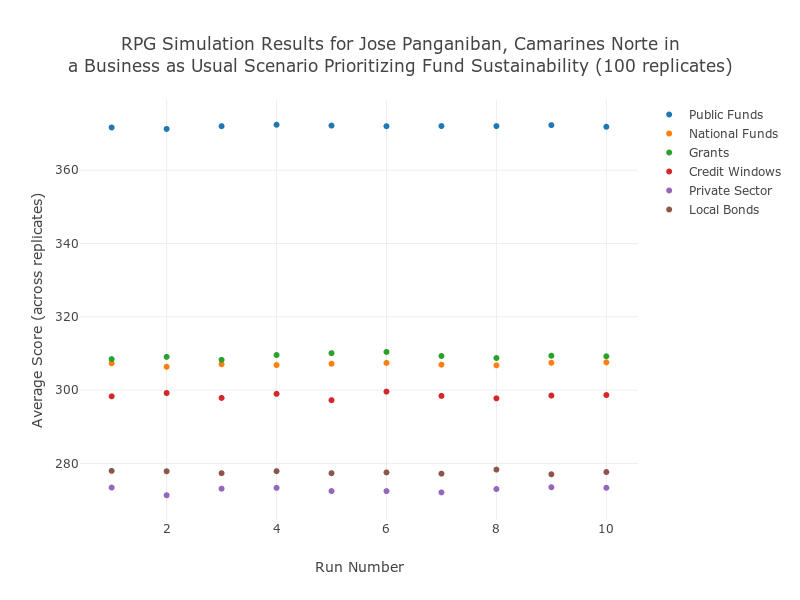 RPG Simulation Results for Jose Panganiban, Camarines Norte in
a Business as Usual Scenario Prioritizing Fund Sustainability (100 replicates)
Public Funds
National Funds
Grants
Credit Windows
Private Sector
Local Bonds
Average Score (across replicates)
360
340
320
300
280
2
4
6
8
10
Run Number